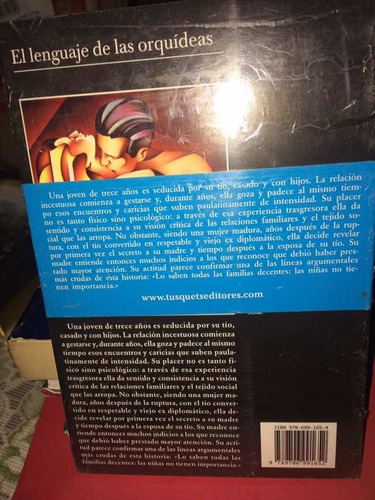 El lenguaje de las orquídeas
Una joven de trece años es seducida por su tío, casado y con hijos. La relación
incestuosa comienza a gestarse y, durante años, ella goza y padece al mismo tiem-
po esos encuentros y caricias que suben paulatinamente de intensidad. Su placer
no es tanto físico sino psicológico: a través de esa experiencia trasgresora ella da
sentido y consistencia a su visión crítica de las relaciones familiares y el tejido
social que las arropa. No obstante, siendo una mujer madura, años después de la rup-
tura, con el tío convertido en respetable y viejo ex diplomático, ella decide revelar
por primera vez el secreto a su madre y tiempo después a la esposa de su tío. Su
madre entiende entonces muchos indicios a los que reconoce que debió haber pres-
tado mayor atención. Su actitud parece confirmar una de las líneas argumentales
más crudas de esta historia: «Lo saben todas las familias decentes: las niñas no tie-
nen importancia.»
www.tusquetseditores.com
Una joven de trece años es seducida por su tío,
casado y con hijos. La relación incestuosa comienza
a gestarse y, durante años, ella goza y padece al mismo
tiempo esos encuentros y caricias que suben paula-
tinamente de intensidad. Su placer no es tanto fí-
sico sino psicológico: a través de esa experiencia
trasgresora ella da sentido y consistencia a su visión
crítica de las relaciones familiares y el tejido social
que las arropa. No obstante, siendo una mujer madura,
años después de la ruptura, con el tío convertido
en respetable y viejo ex diplomático, ella de-
cide revelar por primera vez el secreto a su madre
y tiempo después a la esposa de su tío. Su madre en-
tiende entonces muchos indicios a los que reconoce
que debió haber prestado mayor atención. Su actitud
parece confirmar una de las líneas argumentales
más crudas de esta historia: «Lo saben todas las
familias decentes: las niñas no tienen importancia.»
ISBN 970-699-165-4
9 789706 991652